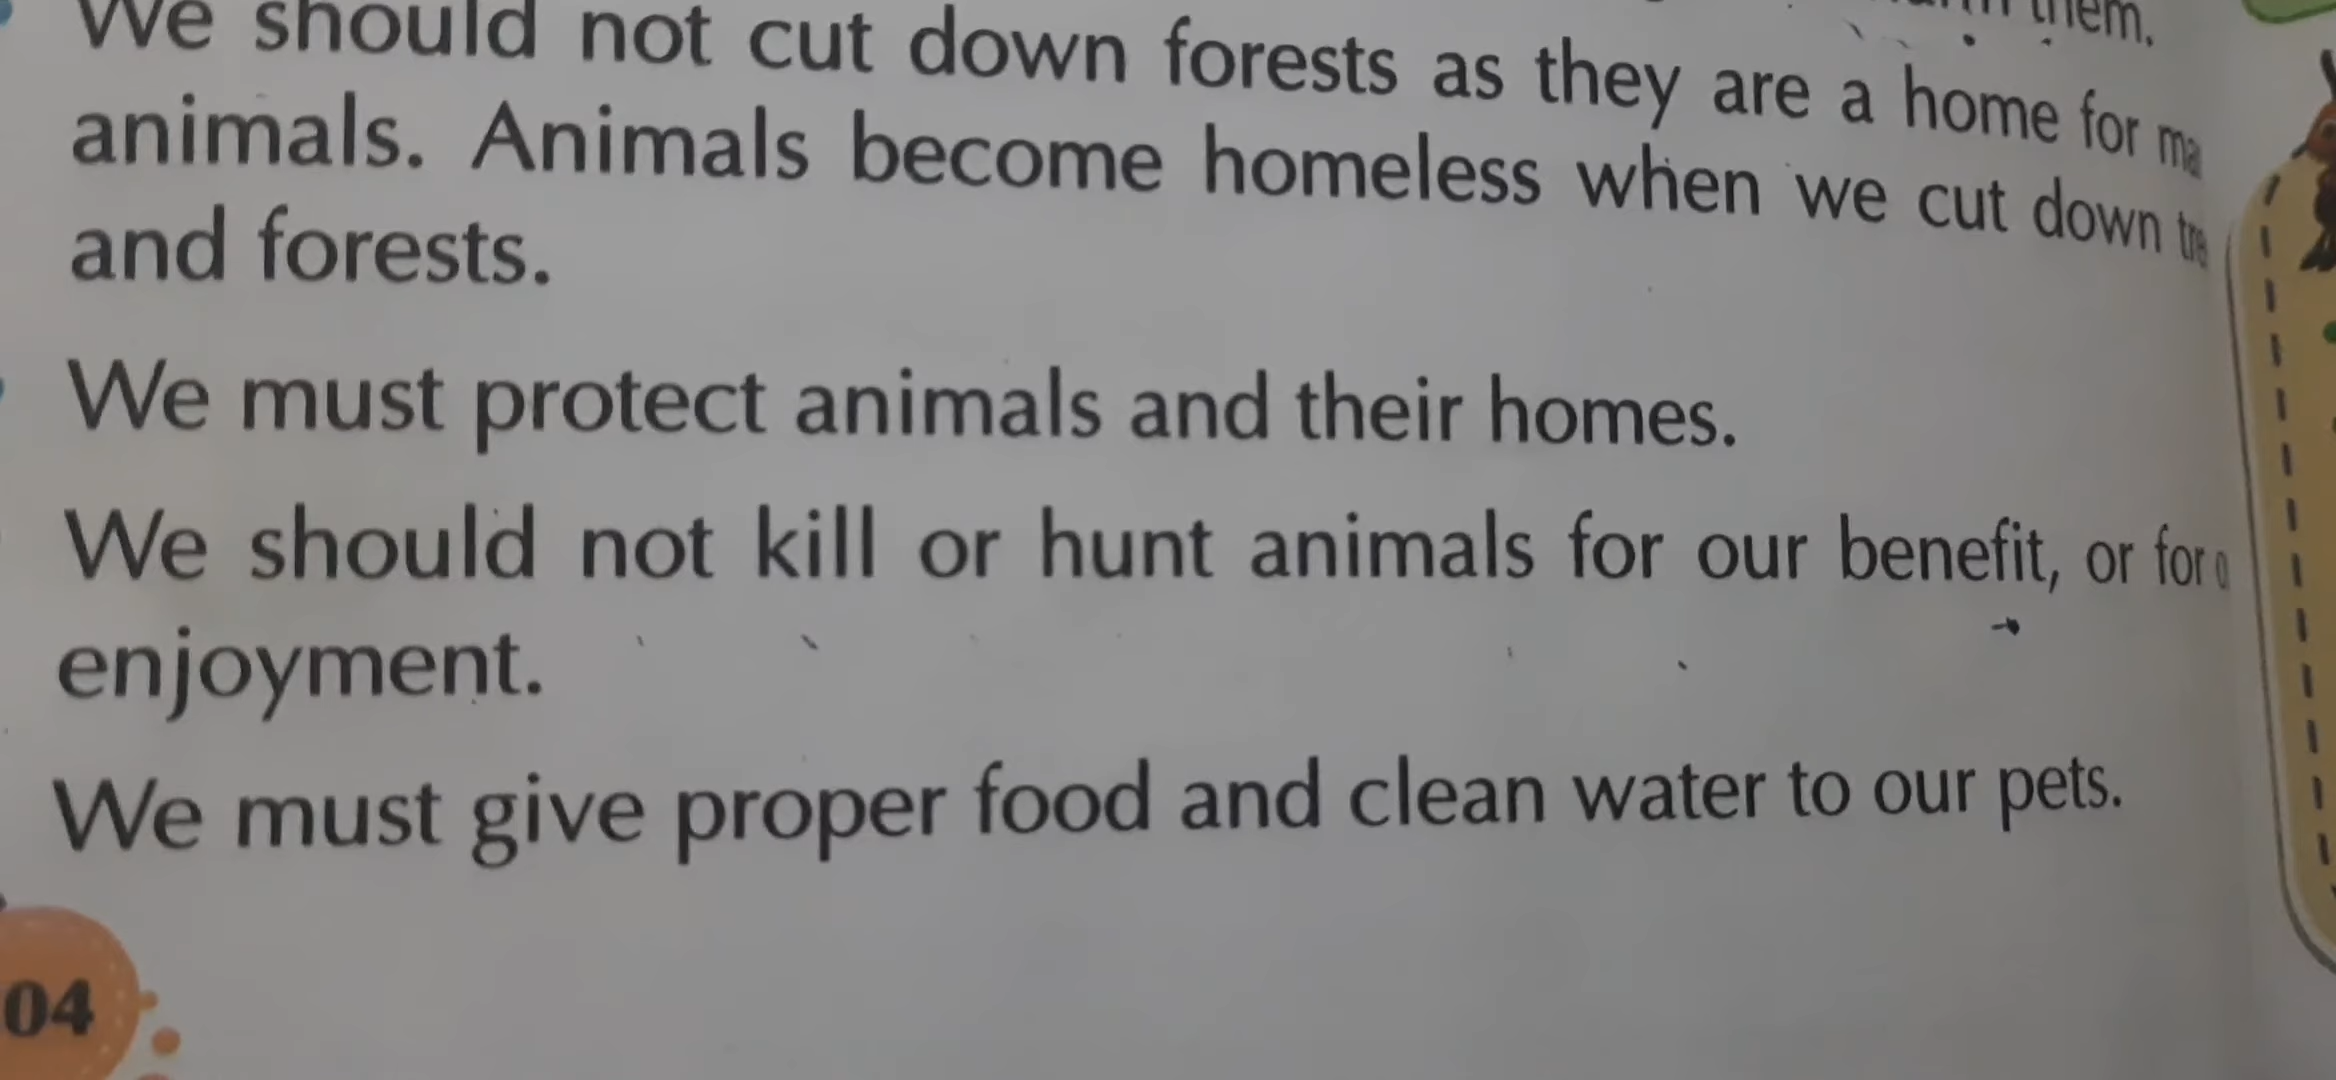 them.
We should not cut down forests as they are a home for
animals. Animals become homeless when we cut down
and forests.
We must protect animals and their homes.
We should not kill or hunt animals for our benefit, or for
enjoyment.
We must give proper food and clean water to our pets.
04